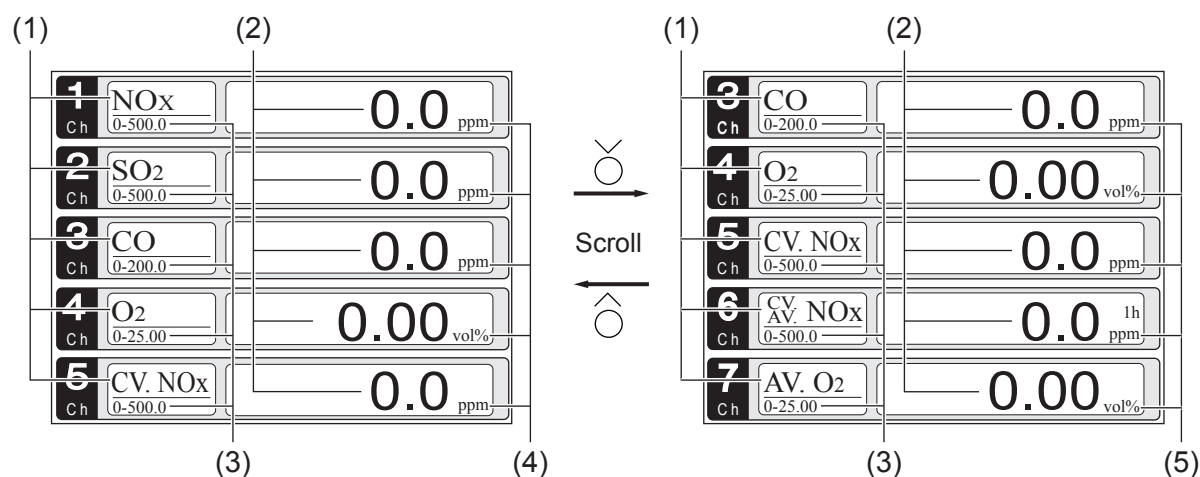 (1) (2)
1 Ch NOx 0-500.0 0.0 ppm
2 Ch SO2 0-500.0 0.0 ppm
3 Ch CO 0-200.0 0.0 ppm
4 Ch O2 0-25.00 0.00 vol%
5 Ch CV. NOx 0-500.0 0.0 ppm
(3) (4)
Scroll
(1) (2)
3 Ch CO 0-200.0 0.0 ppm
4 Ch O2 0-25.00 0.00 vol%
5 Ch CV. NOx 0-500.0 0.0 ppm
6 Ch CV. AV. NOx 0-500.0 0.0 1h ppm
7 Ch AV. O2 0-25.00 0.00 vol%
(3) (5)